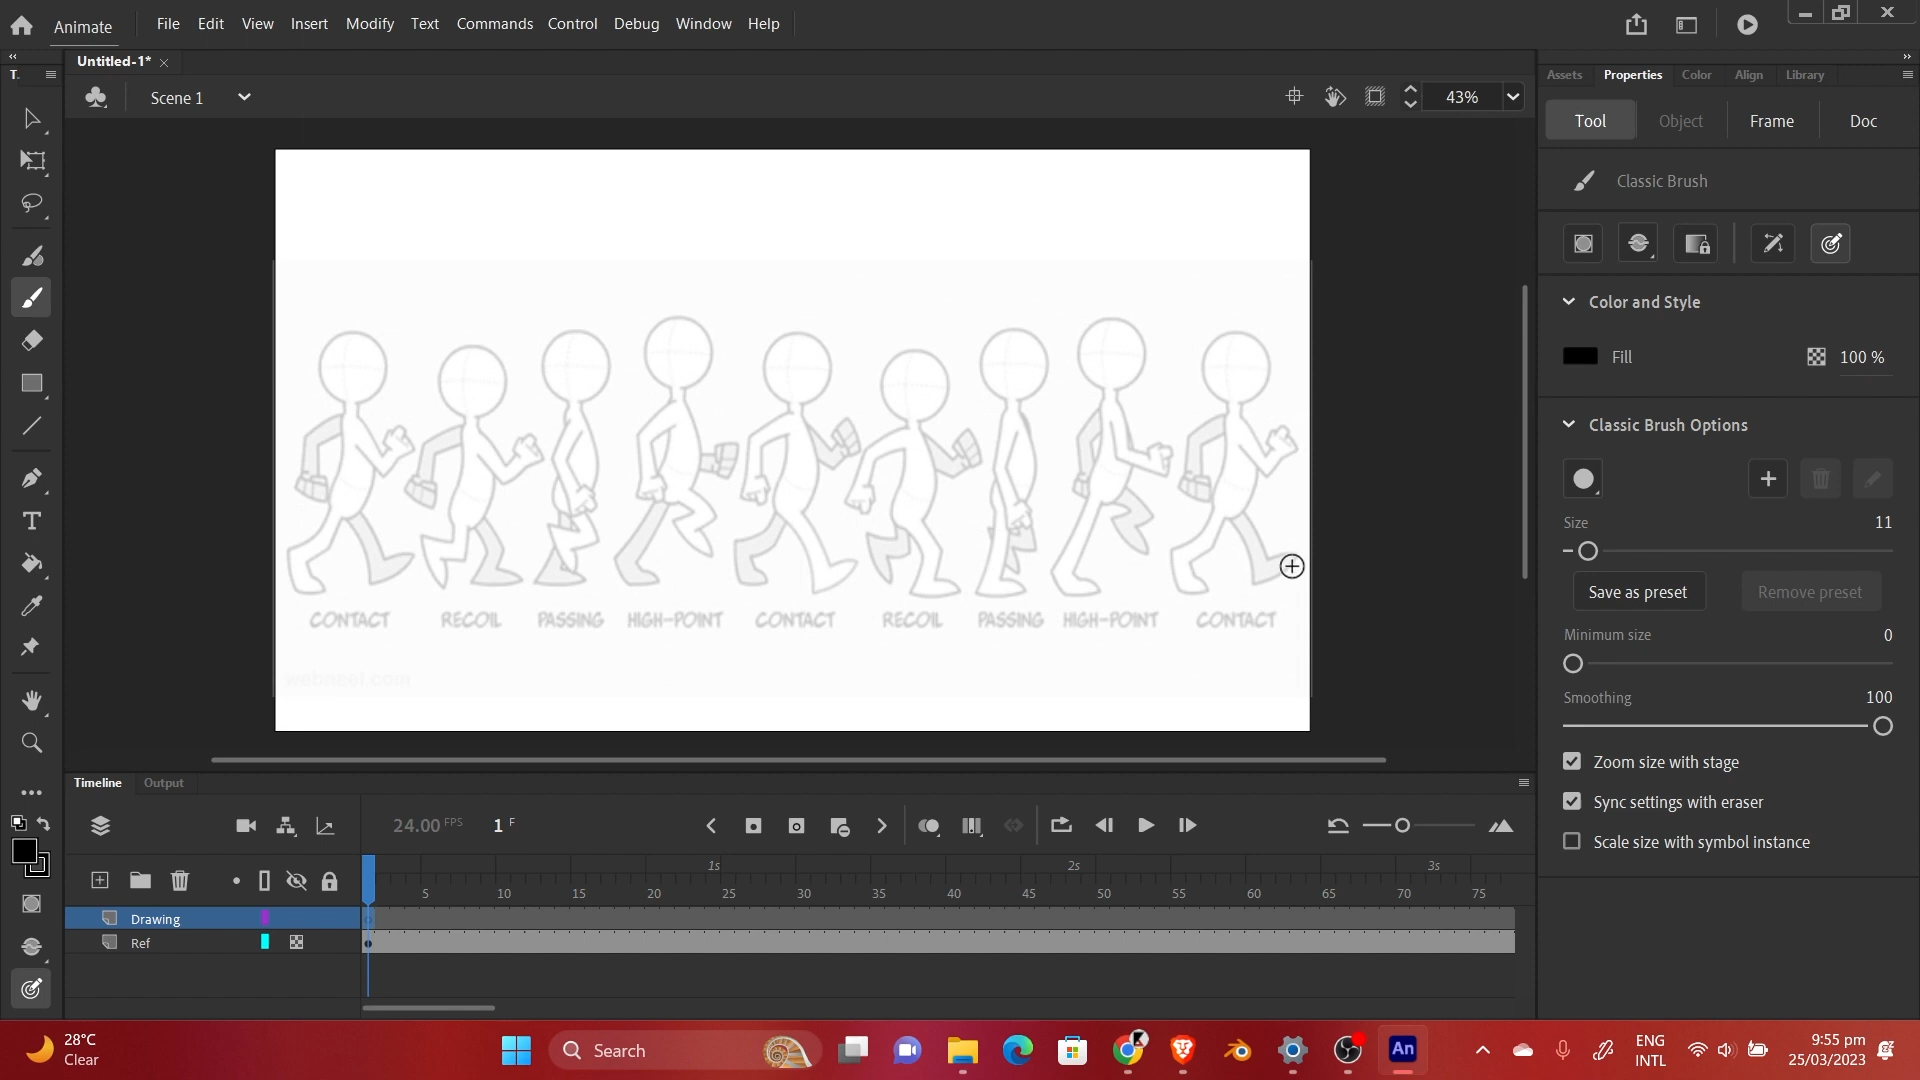 Animate File Edit View Insert Modify Text Commands Control Debug Window Help
Untitled-1*
Scene 1 43%
Assets Properties Color Align Library
Tool Object Frame Doc
Classic Brush
Color and Style
Fill 100 %
Classic Brush Options
Size 11
Save as preset Remove preset
Minimum size 0
Smoothing 100
Zoom size with stage
Sync settings with eraser
Scale size with symbol instance
T.
CONTACT RECOIL PASSING HIGH-POINT CONTACT RECOIL PASSING HIGH-POINT CONTACT
Timeline Output
24.00 FPS 1 F
1s 2s 3s
5 10 15 20 25 30 35 40 45 50 55 60 65 70 75
Drawing
Ref
28°C
Clear
Search
An
ENG
INTL
9:55 pm
25/03/2023